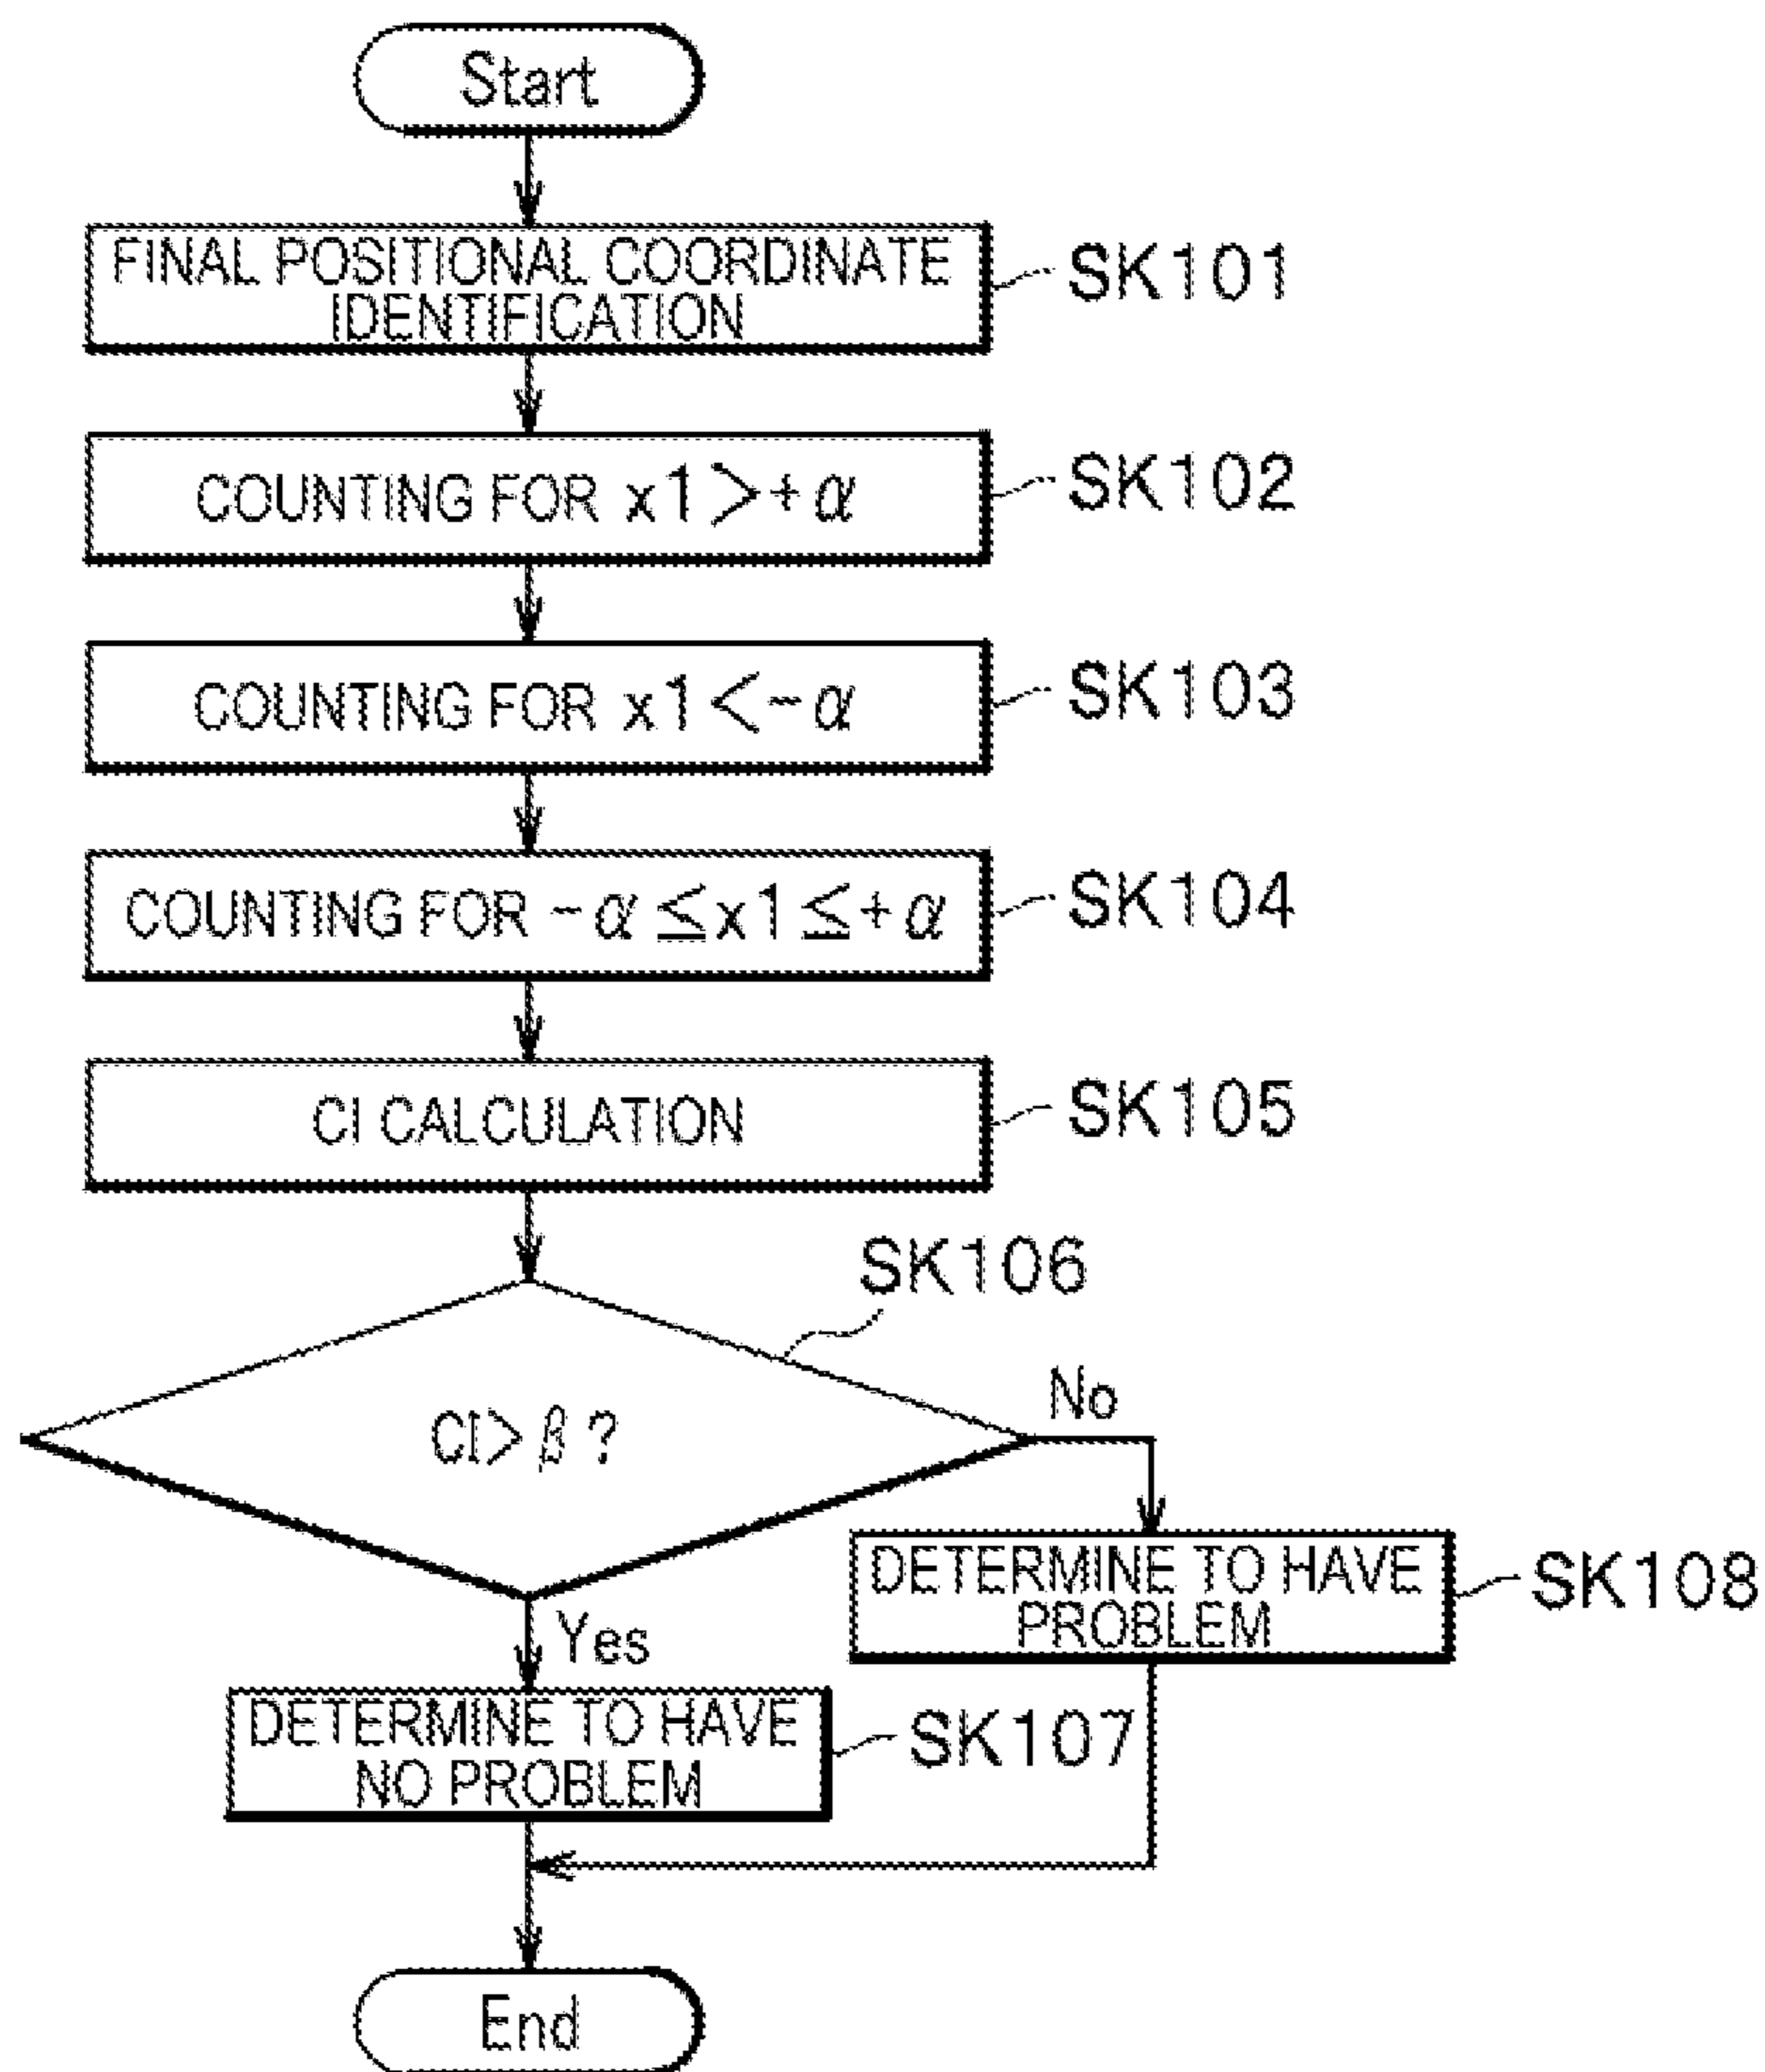 Start
FINAL POSITIONAL COORDINATE
IDENTIFICATION
SK101
COUNTING FOR x1>+α
SK102
COUNTING FOR x1<-α
SK103
COUNTING FOR -α≦x1≦+α
SK104
CI CALCULATION
SK105
SK106
CI>β?
No
DETERMINE TO HAVE
PROBLEM
SK108
Yes
DETERMINE TO HAVE
NO PROBLEM
SK107
End